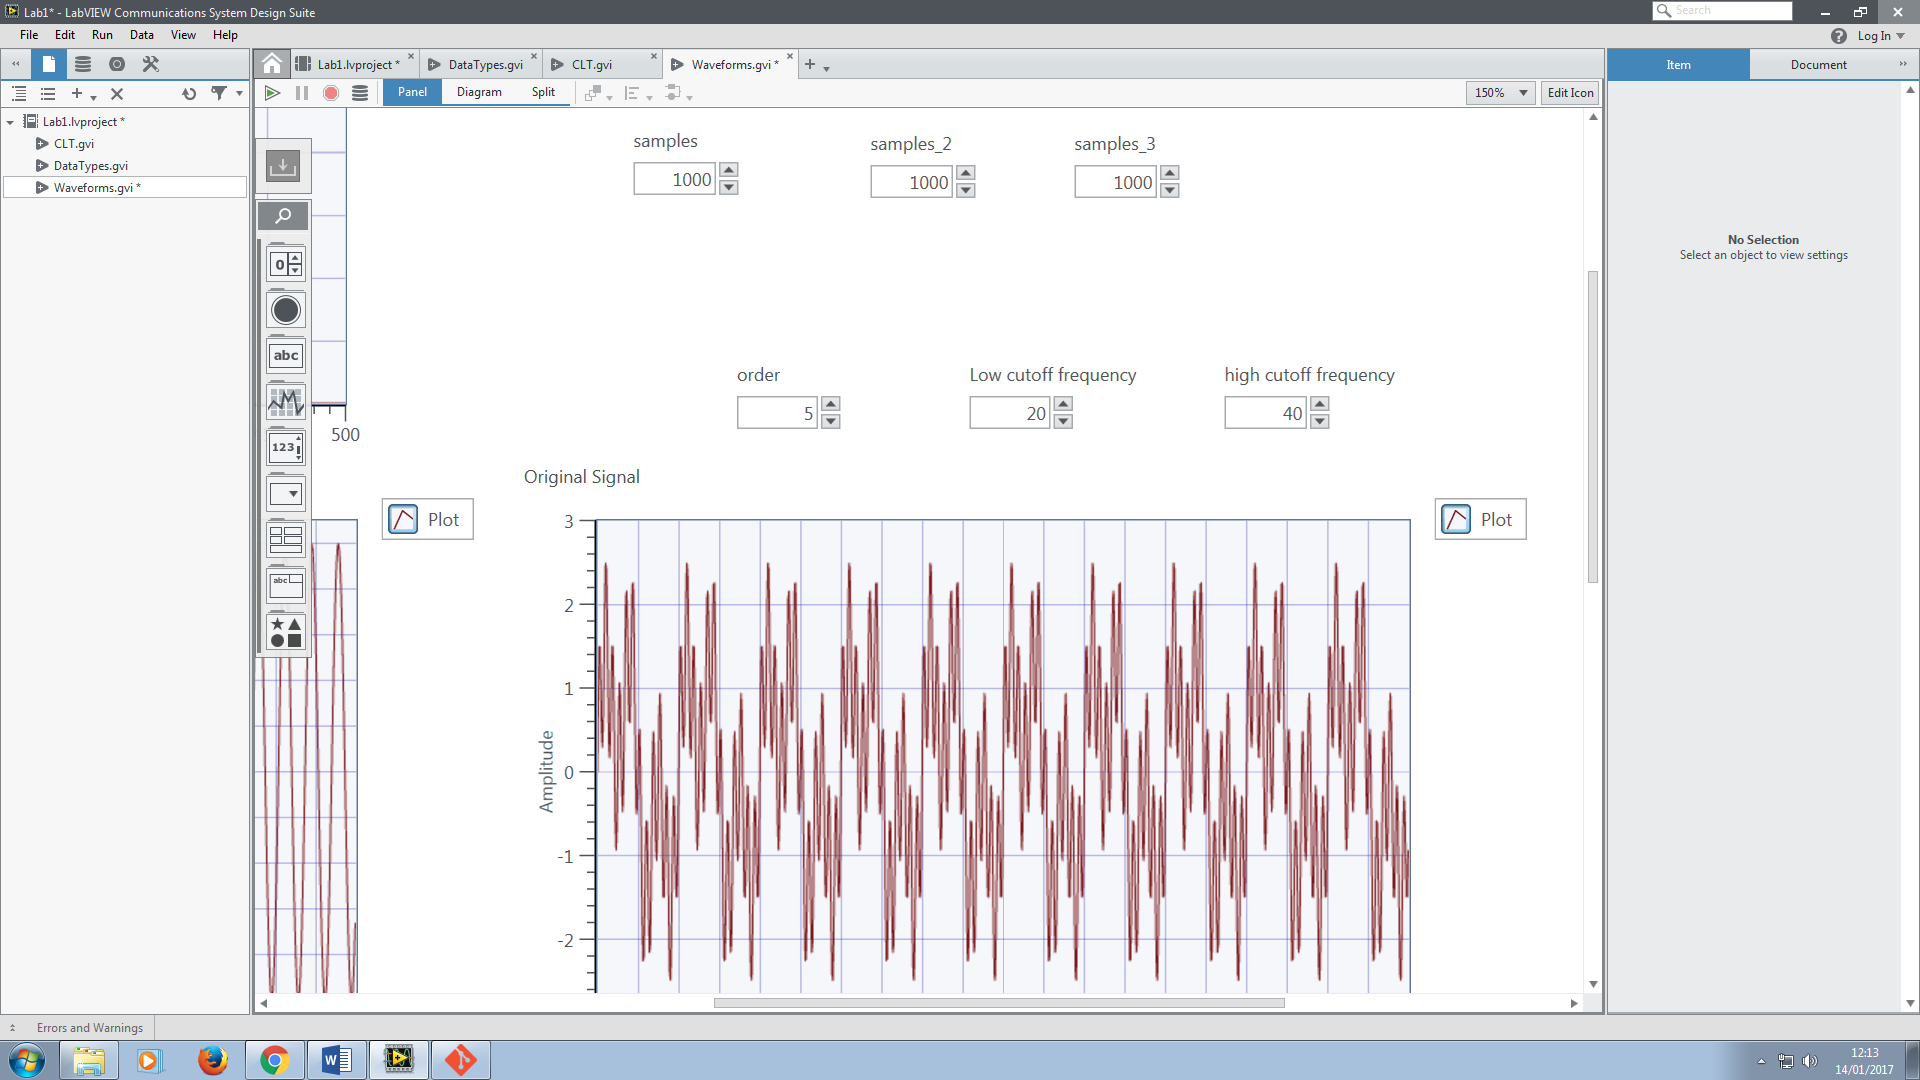 Lab1* - LabVIEW Communications System Design Suite
Search
File Edit Run Data View Help
Log In
Lab1.lvproject *
DataTypes.gvi
CLT.gvi
Waveforms.gvi *
Item
Document
Panel
Diagram
Split
150%
Edit Icon
Lab1.lvproject *
CLT.gvi
DataTypes.gvi
Waveforms.gvi *
No Selection
Select an object to view settings
samples
1000
samples_2
1000
samples_3
1000
0
abc
123
abc
order
5
Low cutoff frequency
20
high cutoff frequency
40
500
Plot
Original Signal
Plot
3
2
1
0
-1
-2
Amplitude
Errors and Warnings
12:13
14/01/2017